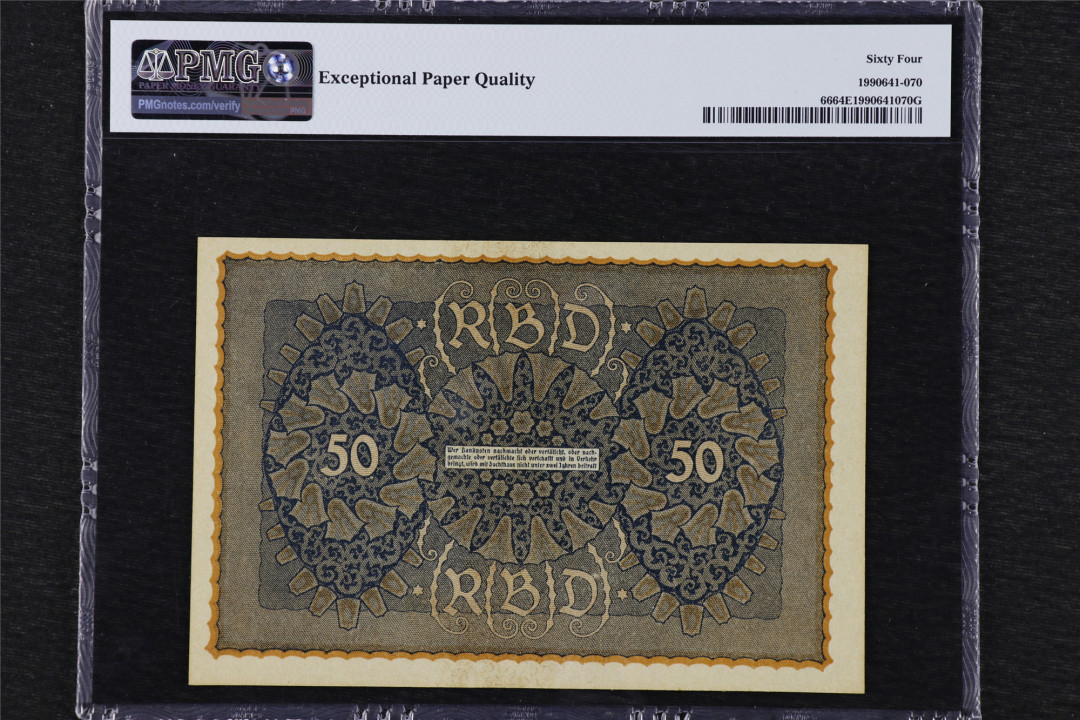 PMG
PAPER MONEY GUARANTY
PMGnotes.com/verify
PMG
Exceptional Paper Quality
Sixty Four
1990641-070
6664E1990641070G
RBD
50
50
Wer Banknoten nachmacht oder verfälscht, oder nach-
gemachte oder verfälschte sich verschafft und in Verkehr
bringt, wird mit Zuchthaus nicht unter zwei Jahren bestraft
RBD